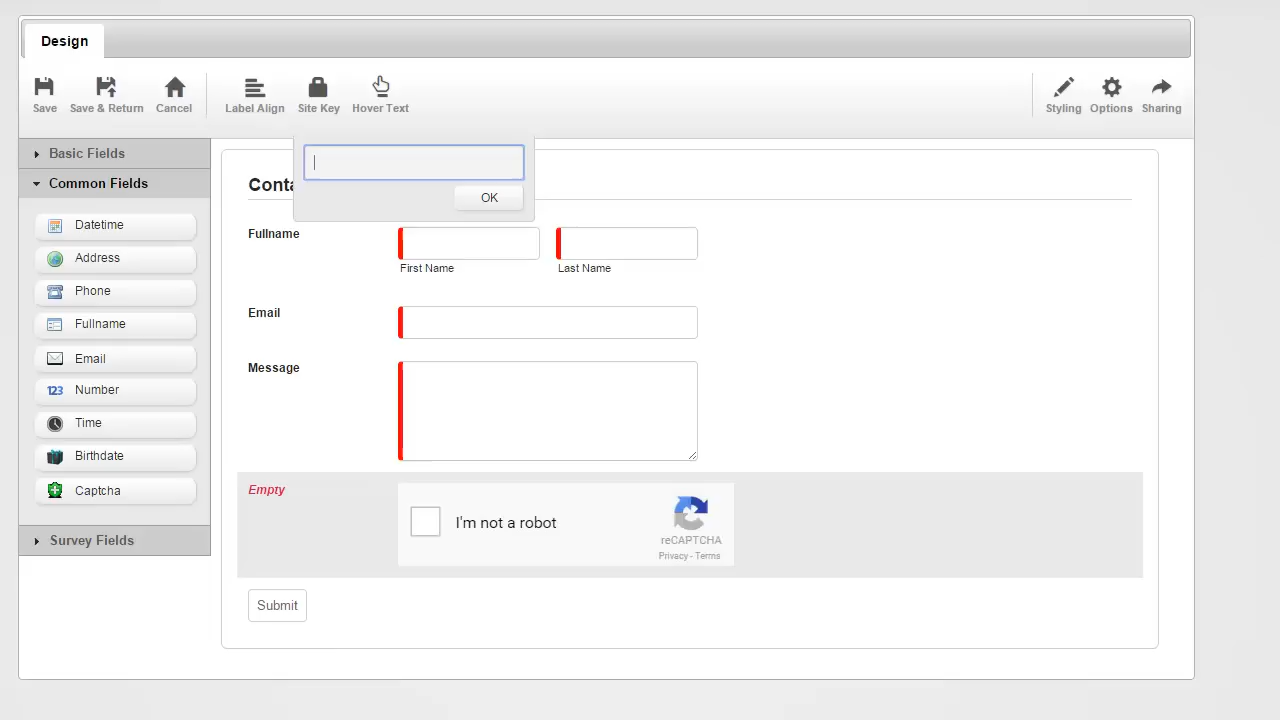 Design
Save
Save & Return
Cancel
Label Align
Site Key
Hover Text
Styling
Options
Sharing
Basic Fields
Common Fields
Datetime
Address
Phone
Fullname
Email
123 Number
Time
Birthdate
Captcha
Survey Fields
OK
Conta
Fullname
First Name
Last Name
Email
Message
Empty
I'm not a robot
reCAPTCHA
Privacy - Terms
Submit